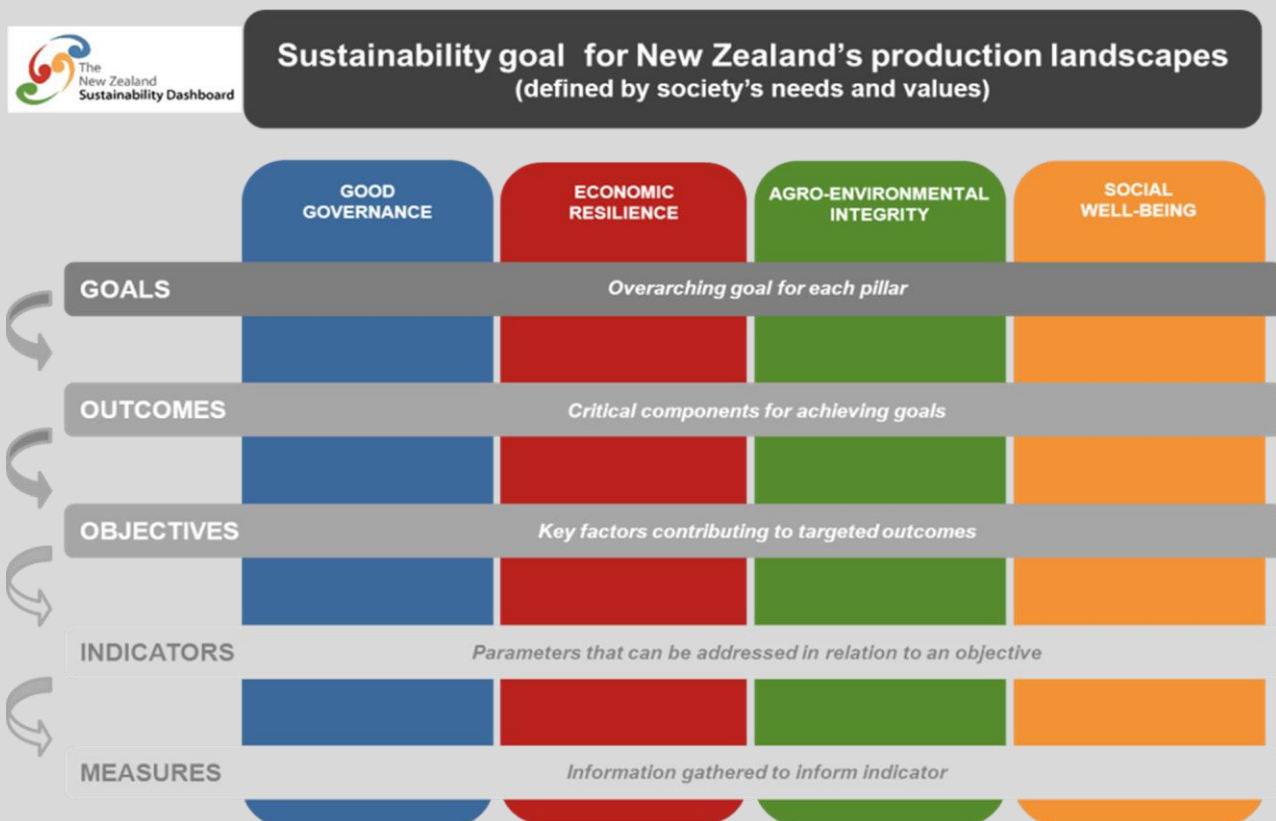 The
New Zealand
Sustainability Dashboard
Sustainability goal for New Zealand's production landscapes
(defined by society's needs and values)
GOOD
GOVERNANCE
ECONOMIC
RESILIENCE
AGRO-ENVIRONMENTAL
INTEGRITY
SOCIAL
WELL-BEING
GOALS
Overarching goal for each pillar
OUTCOMES
Critical components for achieving goals
OBJECTIVES
Key factors contributing to targeted outcomes
INDICATORS
Parameters that can be addressed in relation to an objective
MEASURES
Information gathered to inform indicator